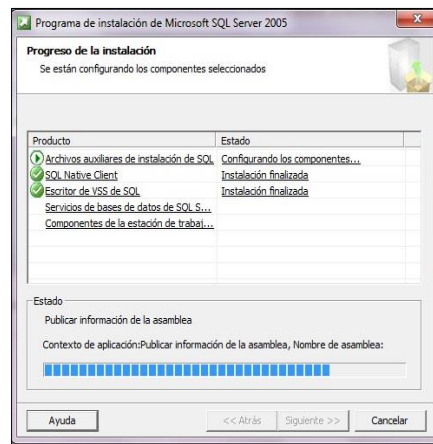 Programa de instalación de Microsoft SQL Server 2005
Progreso de la instalación
Se están configurando los componentes seleccionados
Producto Estado
Archivos auxiliares de instalación de SQL Configurando los componentes...
SQL Native Client Instalación finalizada
Escritor de VSS de SQL Instalación finalizada
Servicios de bases de datos de SQL S...
Componentes de la estación de trabaj...
Estado
Publicar información de la asamblea
Contexto de aplicación:Publicar información de la asamblea, Nombre de asamblea:
Ayuda << Atrás Siguiente >> Cancelar